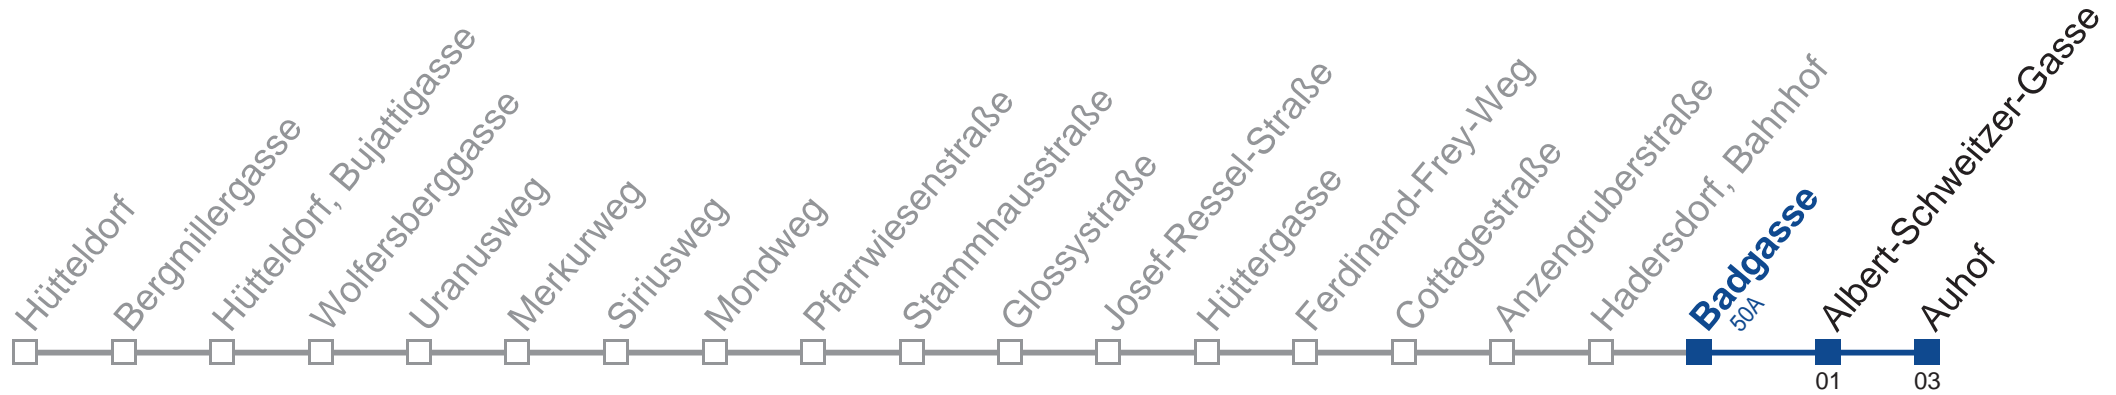 Hütteldorf
Bergmillergasse
Hütteldorf, Bujattigasse
Wolfersberggasse
Uranusweg
Merkurweg
Siriusweg
Mondweg
Pfarrwiesenstraße
Stammhausstraße
Glossystraße
Josef-Ressel-Straße
Hüttergasse
Ferdinand-Frey-Weg
Cottagestraße
Anzengruberstraße
Hadersdorf, Bahnhof
Badgasse
50A
Albert-Schweitzer-Gasse
Auhof
01
03